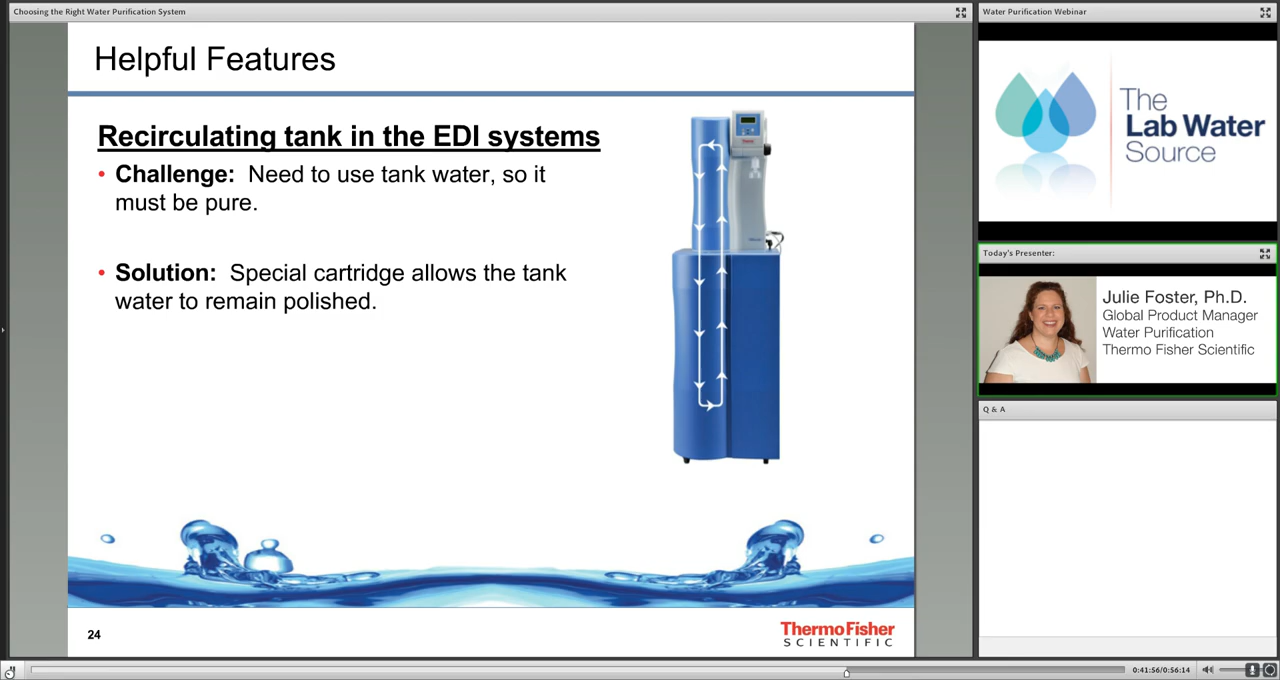 Choosing the Right Water Purification System
Helpful Features
Recirculating tank in the EDI systems
• Challenge: Need to use tank water, so it
must be pure.
• Solution: Special cartridge allows the tank
water to remain polished.
24
ThermoFisher
SCIENTIFIC
Water Purification Webinar
The
Lab Water
Source
Today's Presenter:
Julie Foster, Ph.D.
Global Product Manager
Water Purification
Thermo Fisher Scientific
Q & A
0:41:56/0:56:14